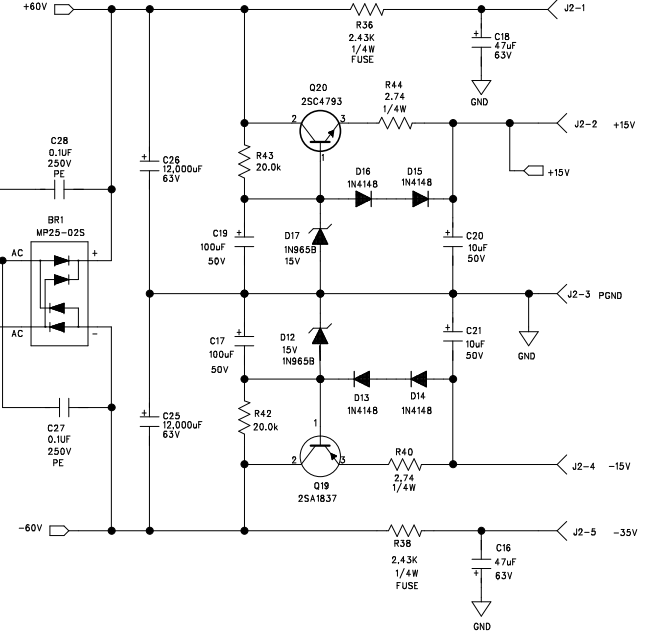 +60V
J2-1
R36
2.43K
1/4W
FUSE
+
C18
47uF
63V
GND
Q20
2SC4793
R44
2.74
1/4W
2
3
1
J2-2 +15V
+15V
C28
0.1UF
250V
PE
+
C26
12,000uF
63V
R43
20.0k
D16
1N4148
D15
1N4148
BR1
MP25-02S
AC
+
AC
-
+
C19
100uF
50V
D17
1N965B
15V
+
C20
10uF
50V
J2-3 PGND
GND
+
C17
100uF
50V
D12
15V
1N965B
+
C21
10uF
50V
D13
1N4148
D14
1N4148
C27
0.1UF
250V
PE
+
C25
12,000uF
63V
R42
20.0k
1
2
3
Q19
2SA1837
R40
2.74
1/4W
J2-4 -15V
-60V
J2-5 -35V
R38
2.43K
1/4W
FUSE
C16
47uF
63V
+
GND